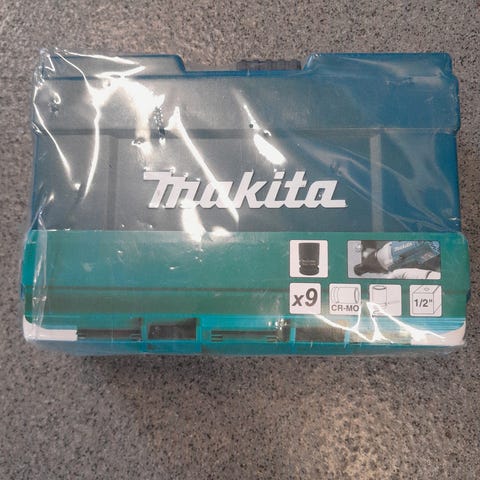 makita
x9
CR-MO
1/2"